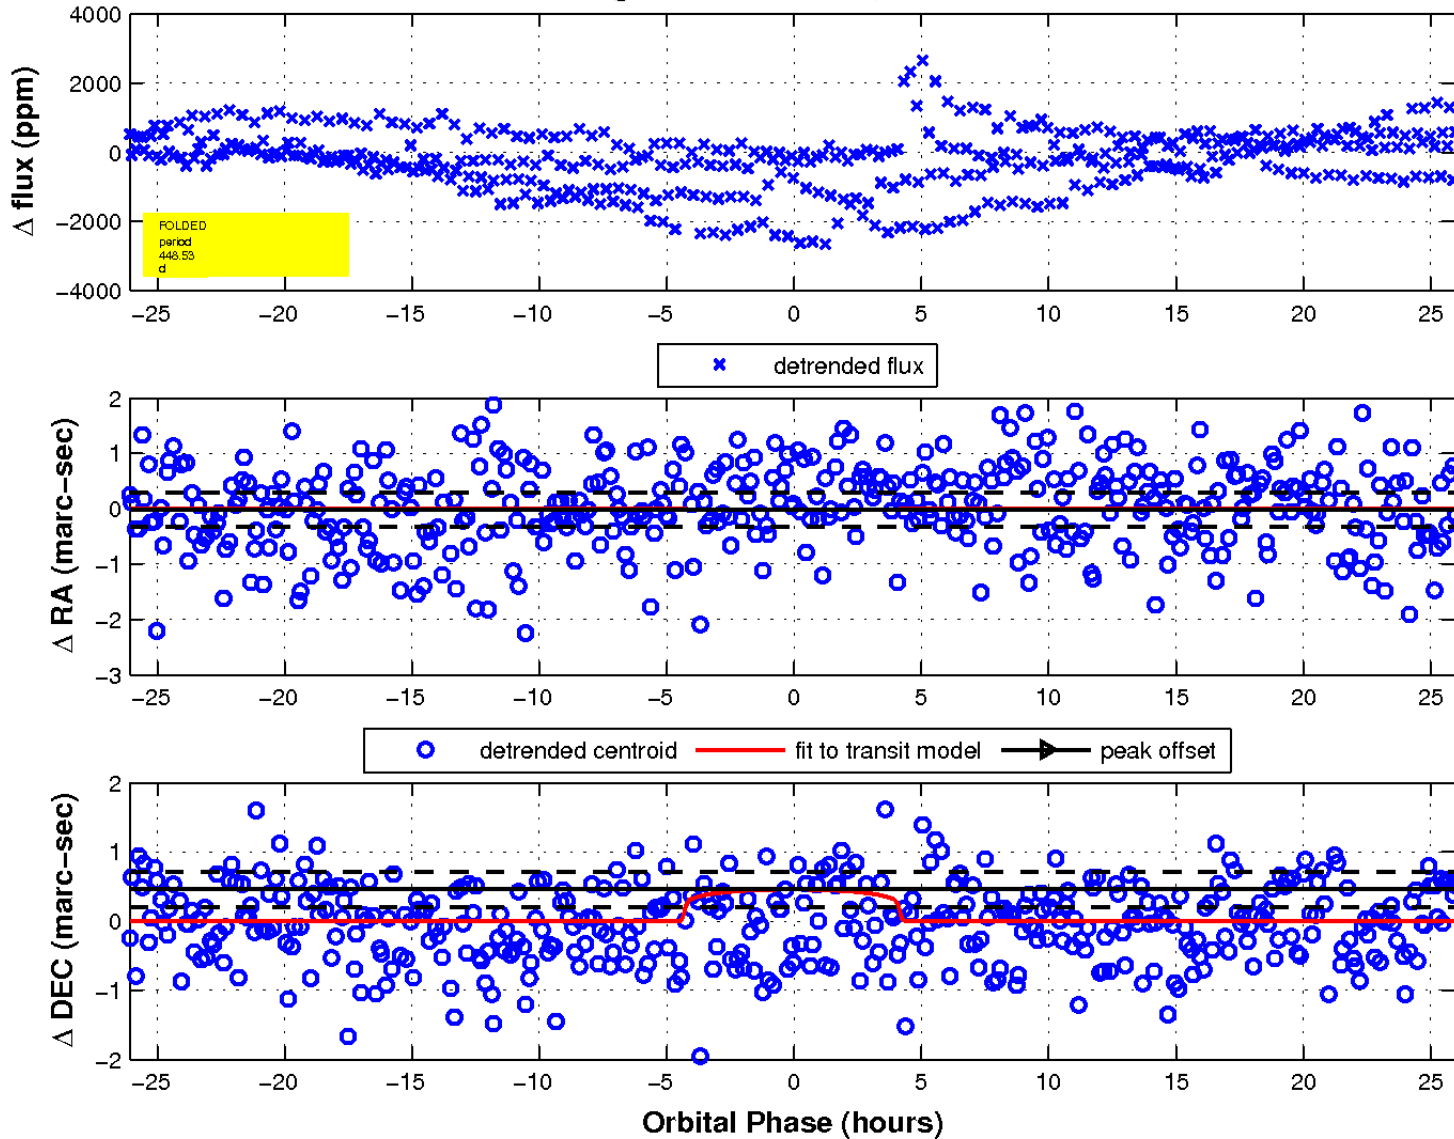 4000
2000
0
−2000
−4000
Δ flux (ppm)
FOLDED
period
448.53
d
−25 −20 −15 −10 −5 0 5 10 15 20 25
detrended flux
2
1
0
−1
−2
−3
Δ RA (marc−sec)
−25 −20 −15 −10 −5 0 5 10 15 20 25
detrended centroid fit to transit model peak offset
2
1
0
−1
−2
Δ DEC (marc−sec)
−25 −20 −15 −10 −5 0 5 10 15 20 25
Orbital Phase (hours)